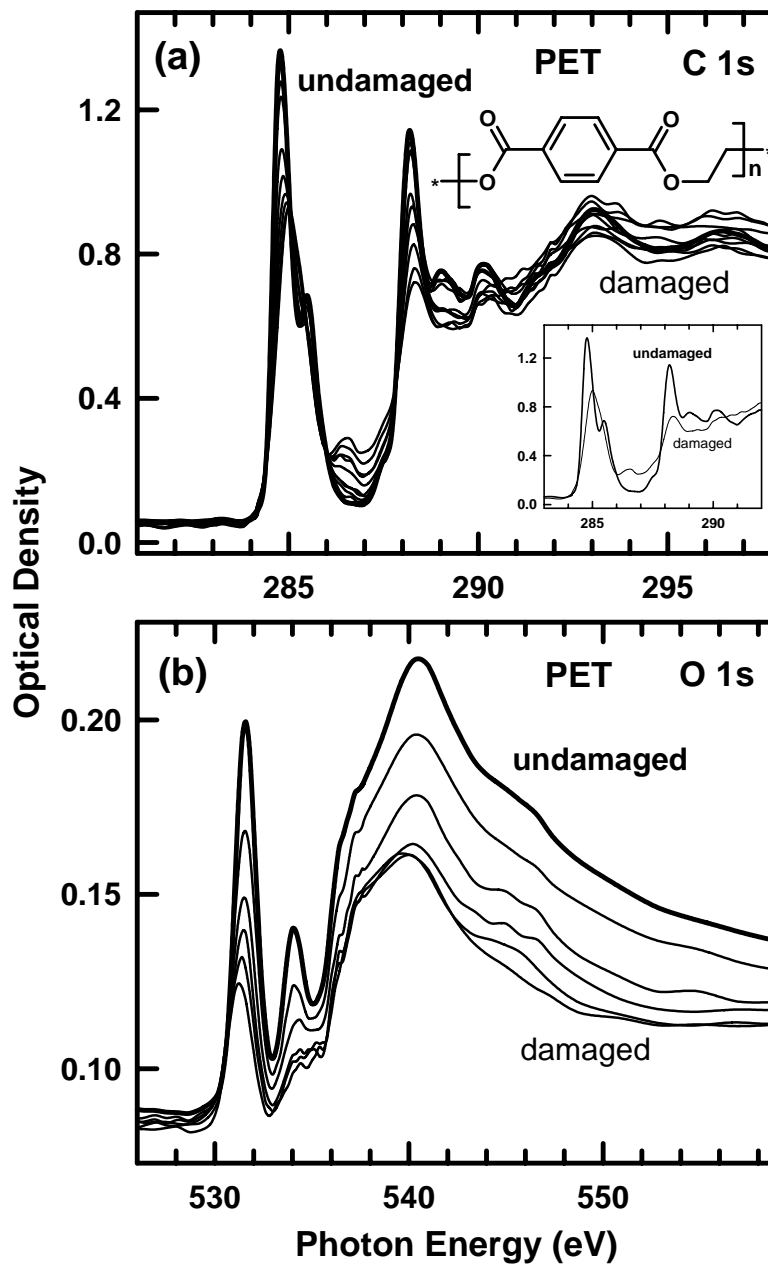 (a)
PET
C 1s
undamaged
O
O
O
O
n
*
*
damaged
1.2
0.8
0.4
0.0
undamaged
damaged
1.2
0.8
0.4
0.0
285
290
285
290
295
Optical Density
(b)
PET
O 1s
undamaged
damaged
0.20
0.15
0.10
530
540
550
Photon Energy (eV)